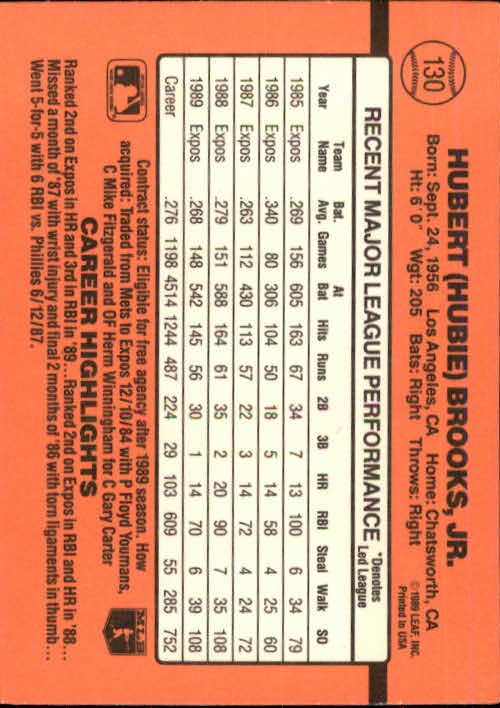 130
HUBERT (HUBIE) BROOKS, JR.
©1989 LEAF, INC.
Printed in USA
Born: Sept. 24, 1956 Los Angeles, CA Home: Chatsworth, CA
Ht: 6' 0" Wgt: 205 Bats: Right Throws: Right
RECENT MAJOR LEAGUE PERFORMANCE *Denotes Led League
Year Team Name Bat. Avg. Games At Bat Hits Runs 2B 3B HR RBI Steal Walk SO
1985 Expos .269 156 605 163 67 34 7 13 100 6 34 79
1986 Expos .340 80 306 104 50 18 5 14 58 4 25 60
1987 Expos .263 112 430 113 57 22 3 14 72 4 24 72
1988 Expos .279 151 588 164 61 35 2 20 90 7 35 108
1989 Expos .268 148 542 145 56 30 1 14 70 6 39 108
Career .276 1198 4514 1244 487 224 29 103 609 55 285 752
Contract status: Eligible for free agency after 1989 season. How
acquired: Traded from Mets to Expos 12/10/84 with P Floyd Youmans,
C Mike Fitzgerald and OF Herm Winningham for C Gary Carter
MLB
CAREER HIGHLIGHTS
Ranked 2nd on Expos in HR and 3rd in RBI in '89...Ranked 2nd on Expos in RBI and HR in '88...
Missed a month of '87 with wrist injury and final 2 months of '86 with torn ligaments in thumb...
Went 5-for-5 with 6 RBI vs. Phillies 6/12/87.